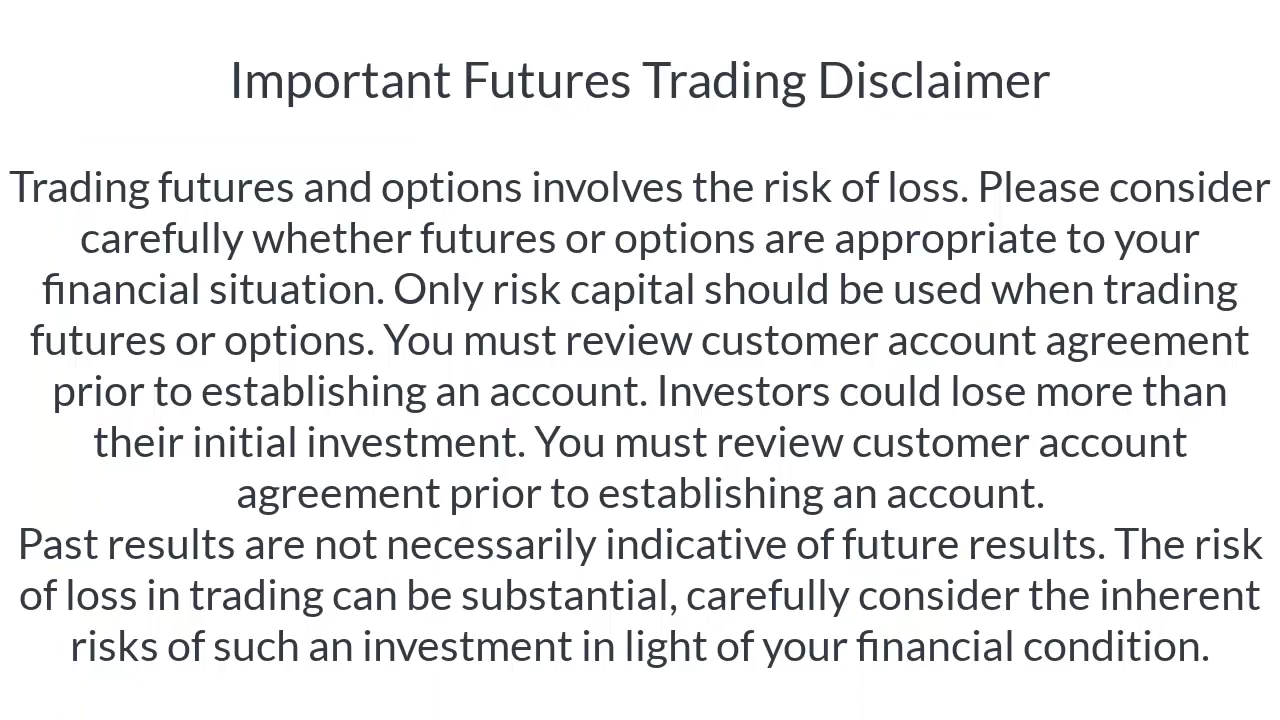 Important Futures Trading Disclaimer
Trading futures and options involves the risk of loss. Please consider
carefully whether futures or options are appropriate to your
financial situation. Only risk capital should be used when trading
futures or options. You must review customer account agreement
prior to establishing an account. Investors could lose more than
their initial investment. You must review customer account
agreement prior to establishing an account.
Past results are not necessarily indicative of future results. The risk
of loss in trading can be substantial, carefully consider the inherent
risks of such an investment in light of your financial condition.